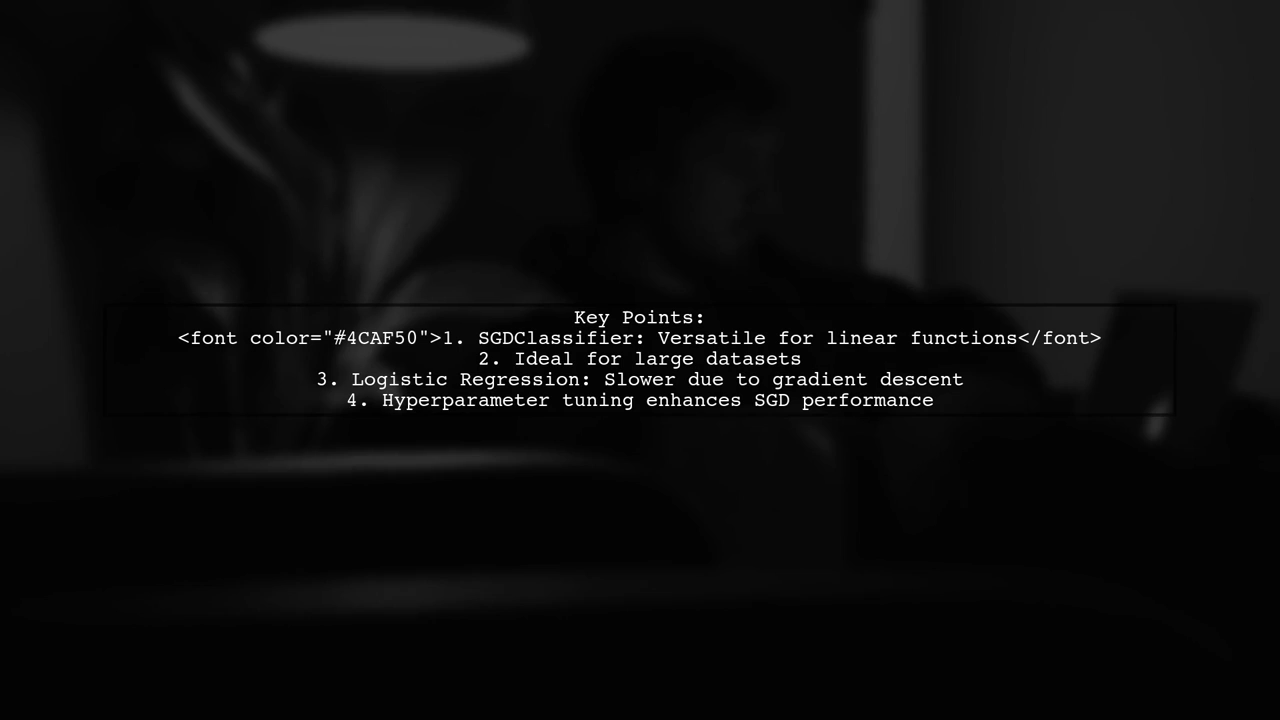 Key Points:
<font color="#4CAF50">1. SGDClassifier: Versatile for linear functions</font>
2. Ideal for large datasets
3. Logistic Regression: Slower due to gradient descent
4. Hyperparameter tuning enhances SGD performance